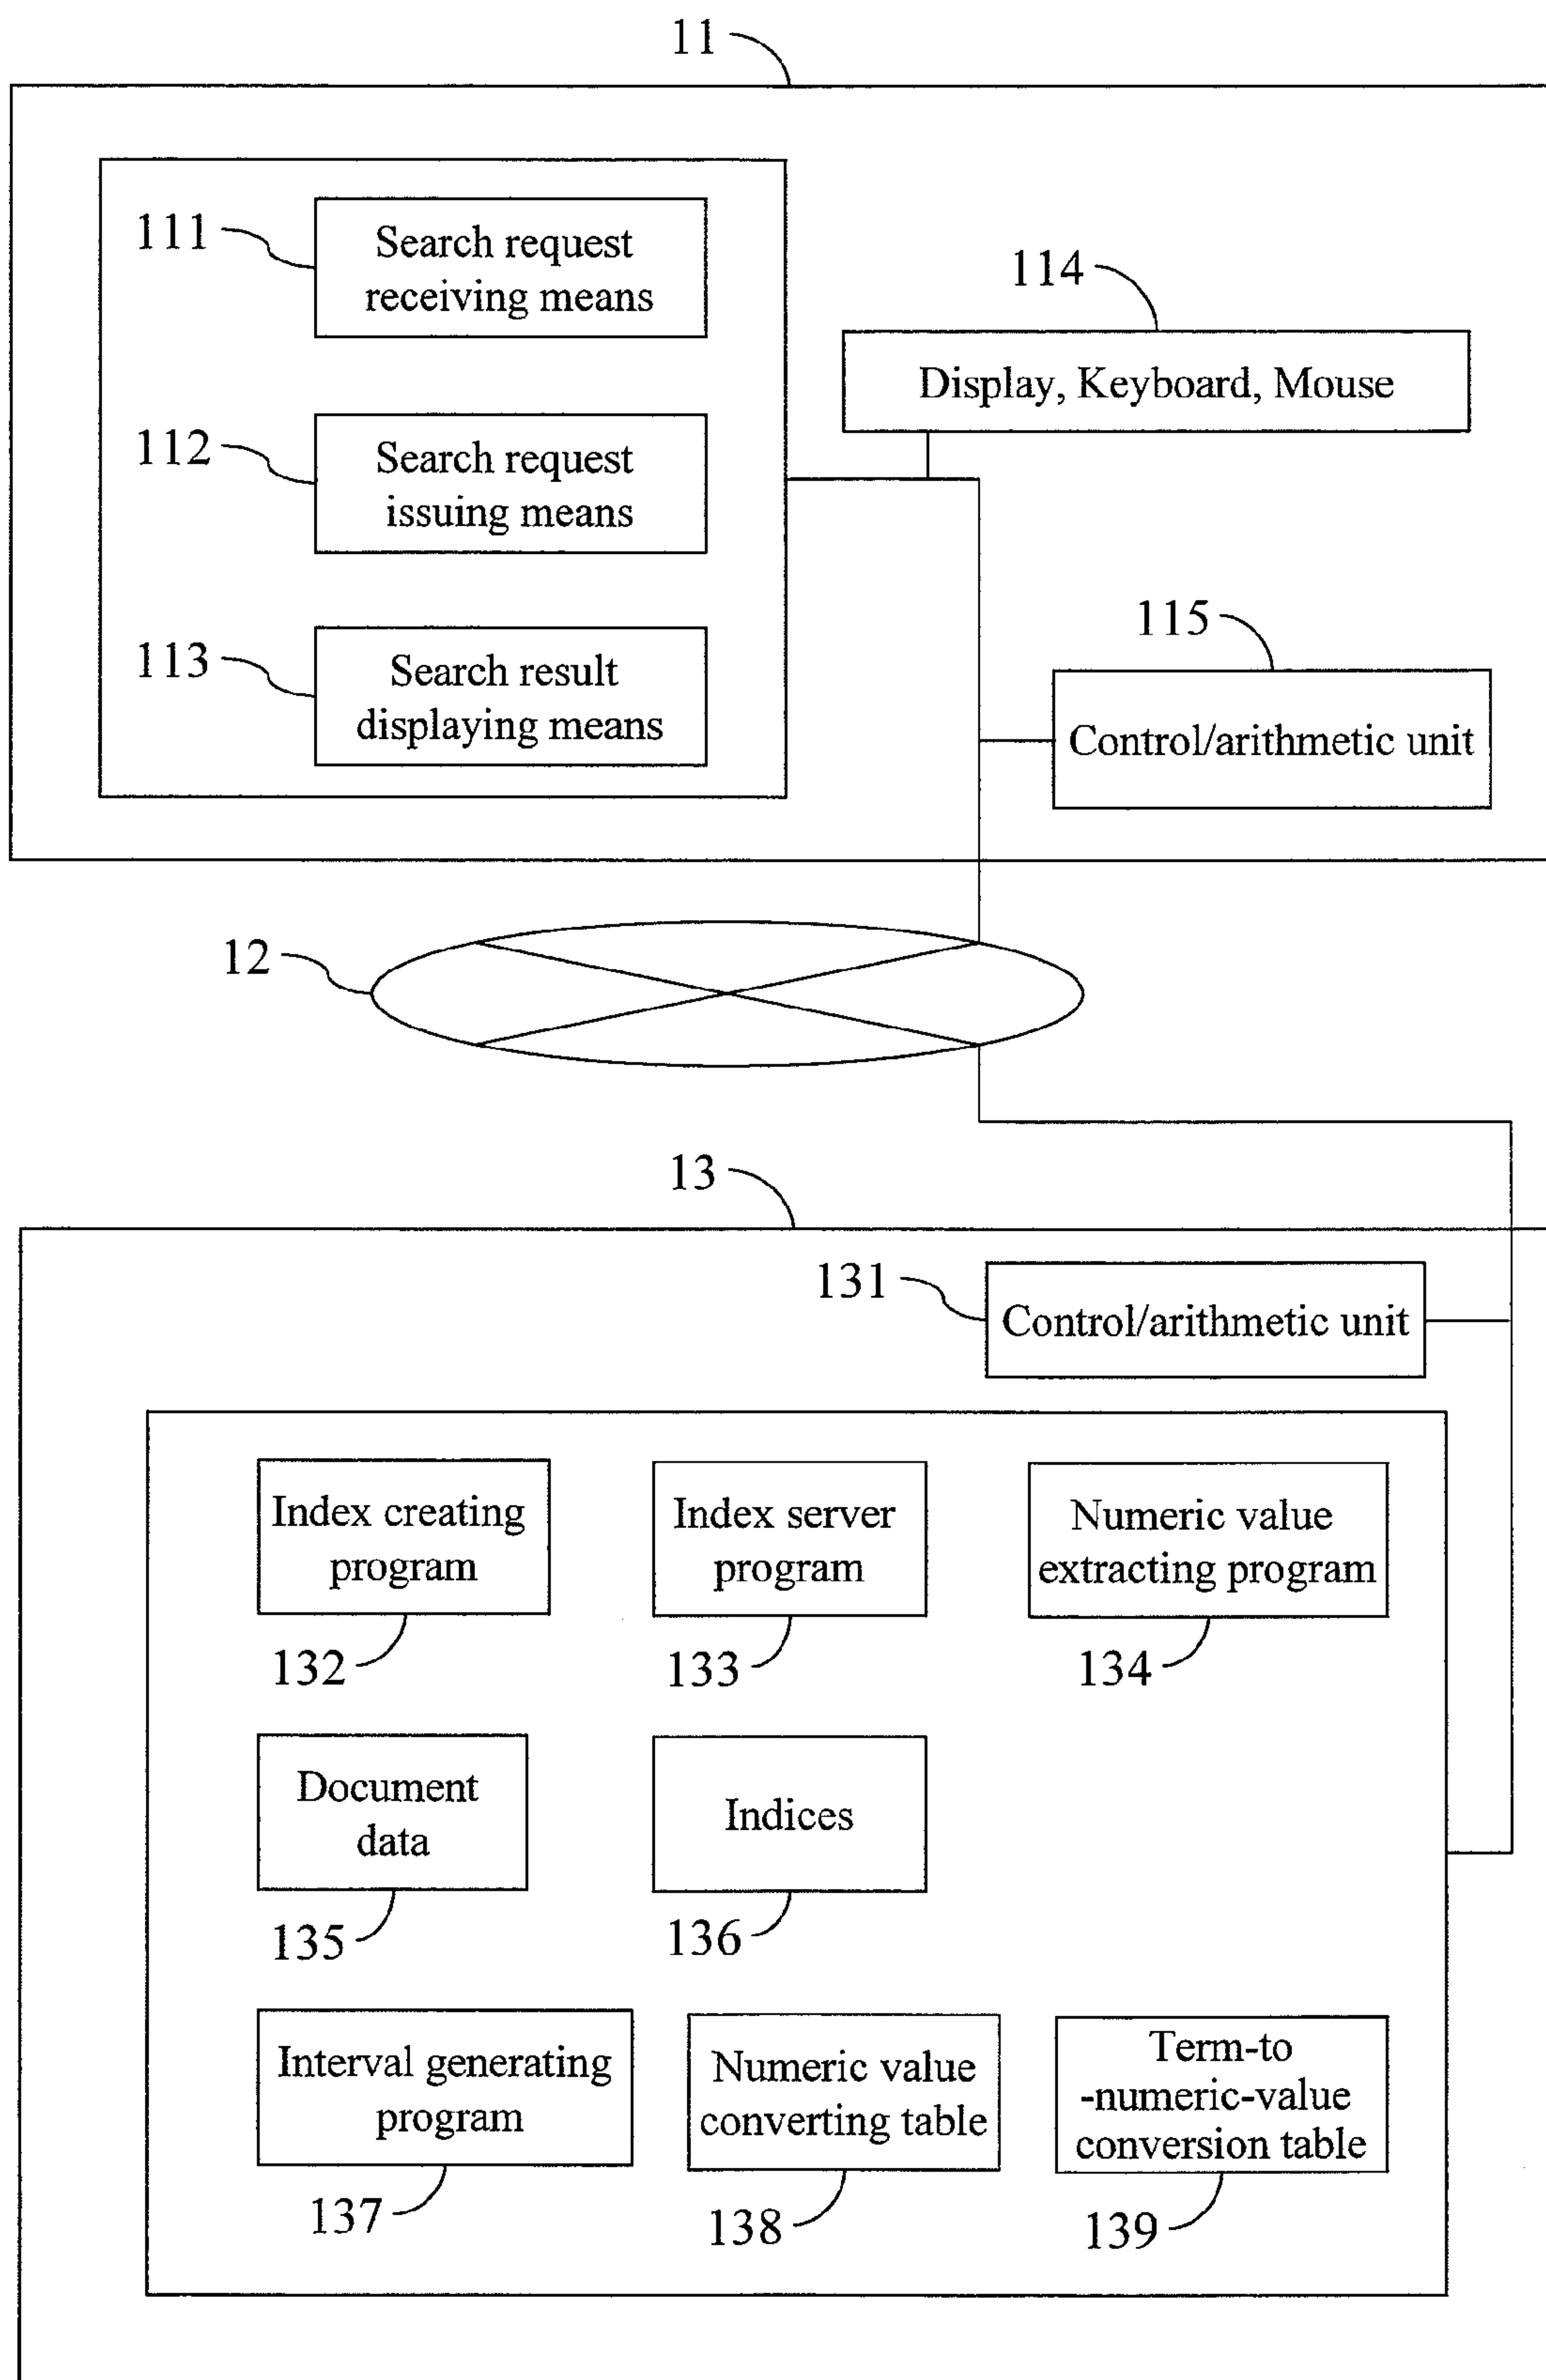 11
111
Search request
receiving means
114
Display, Keyboard, Mouse
112
Search request
issuing means
115
Control/arithmetic unit
113
Search result
displaying means
12
13
131
Control/arithmetic unit
Index creating
program
132
Index server
program
133
Numeric value
extracting program
134
Document
data
135
Indices
136
Interval generating
program
137
Numeric value
converting table
138
Term-to
-numeric-value
conversion table
139